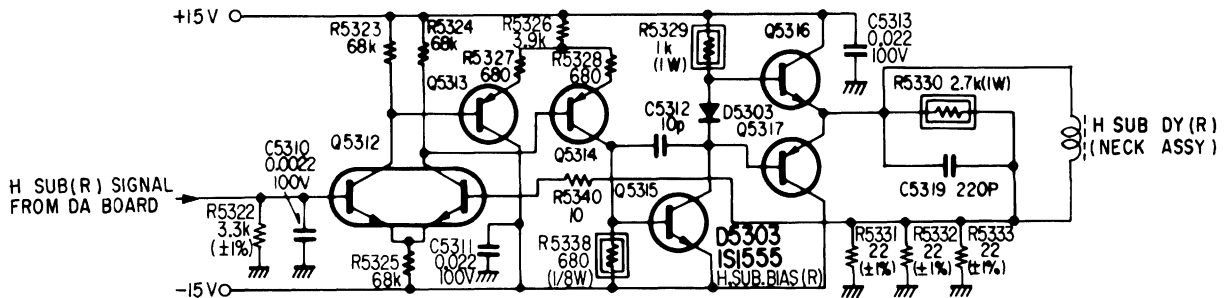 +15V
R5323
68k
R5324
68k
R5326
3.9k
R5327
680
R5328
680
Q5313
R5329
1k
(1W)
Q5316
C5313
0.022
100V
R5330 2.7k(1W)
C5312
10p
D5303
Q5317
Q5312
Q5314
H SUB DY(R)
(NECK ASSY)
C5310
0.0022
100V
C5319 220P
H SUB(R) SIGNAL
FROM DA BOARD
R5322
3.3k
(±1%)
R5340
10
Q5315
C5311
0.022
100V
R5338
680
(1/8W)
D5303
1S1555
H.SUB.BIAS(R)
R5331
22
(±1%)
R5332
22
(±1%)
R5333
22
(±1%)
R5325
68k
-15V